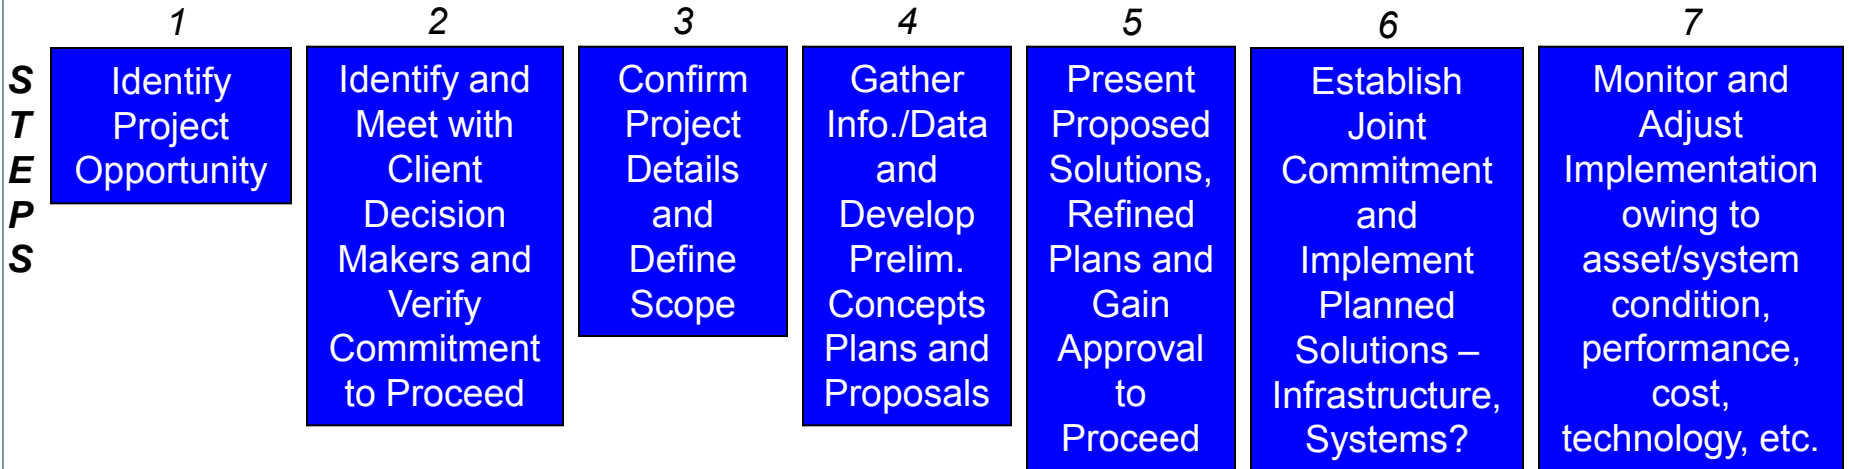 1
2
3
4
5
6
7
S
T
E
P
S
Identify
Project
Opportunity
Identify and
Meet with
Client
Decision
Makers and
Verify
Commitment
to Proceed
Confirm
Project
Details
and
Define
Scope
Gather
Info./Data
and
Develop
Prelim.
Concepts
Plans and
Proposals
Present
Proposed
Solutions,
Refined
Plans and
Gain
Approval
to
Proceed
Establish
Joint
Commitment
and
Implement
Planned
Solutions –
Infrastructure,
Systems?
Monitor and
Adjust
Implementation
owing to
asset/system
condition,
performance,
cost,
technology, etc.